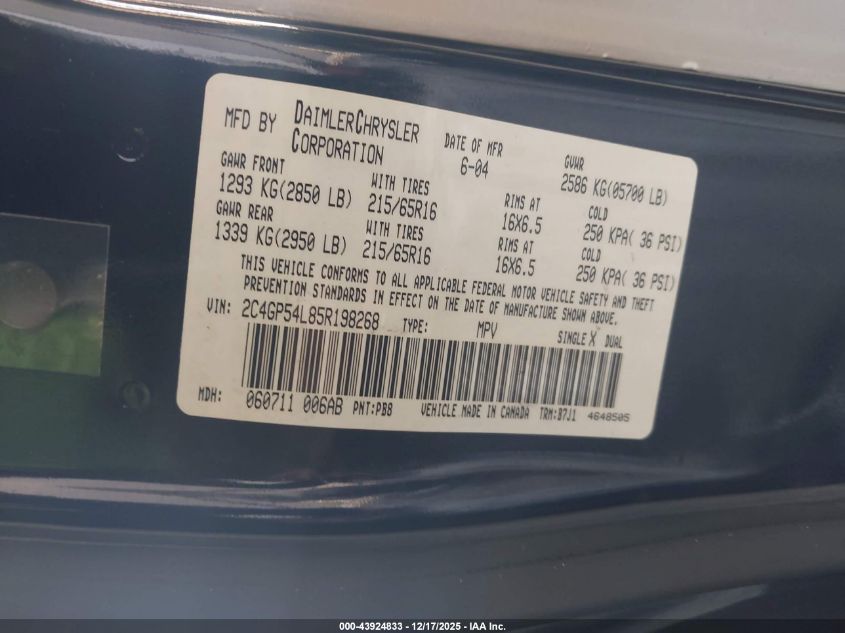 MFD BY DAIMLERCHRYSLER CORPORATION DATE OF MFR 6-04 GVWR 2586 KG(05700 LB)
GAWR FRONT 1293 KG(2850 LB) WITH TIRES 215/65R16 RIMS AT 16X6.5 COLD 250 KPA( 36 PSI)
GAWR REAR 1339 KG(2950 LB) WITH TIRES 215/65R16 RIMS AT 16X6.5 COLD 250 KPA( 36 PSI)
THIS VEHICLE CONFORMS TO ALL APPLICABLE FEDERAL MOTOR VEHICLE SAFETY AND THEFT
PREVENTION STANDARDS IN EFFECT ON THE DATE OF MANUFACTURE SHOWN ABOVE.
VIN: 2C4GP54L85R198268 TYPE: MPV SINGLE X DUAL
MDH: 060711 006AB PNT:PB8 VEHICLE MADE IN CANADA TRM:B7J1 4648505
000-43924833 - 12/17/2025 - IAA Inc.